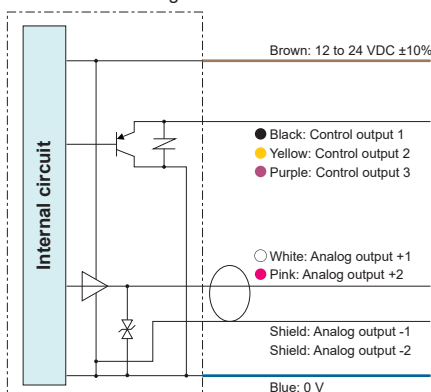 Brown: 12 to 24 VDC ±10%
Internal circuit
Black: Control output 1
Yellow: Control output 2
Purple: Control output 3
White: Analog output +1
Pink: Analog output +2
Shield: Analog output -1
Shield: Analog output -2
Blue: 0 V